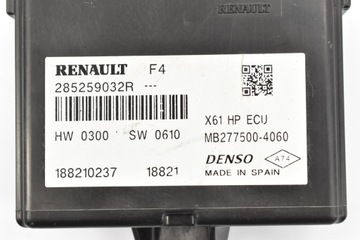 RENAULT
RENAULT F4
285259032R ---
X61 HP ECU
HW 0300 SW 0610 MB277500-4060
DENSO A74
188210237 18821 MADE IN SPAIN